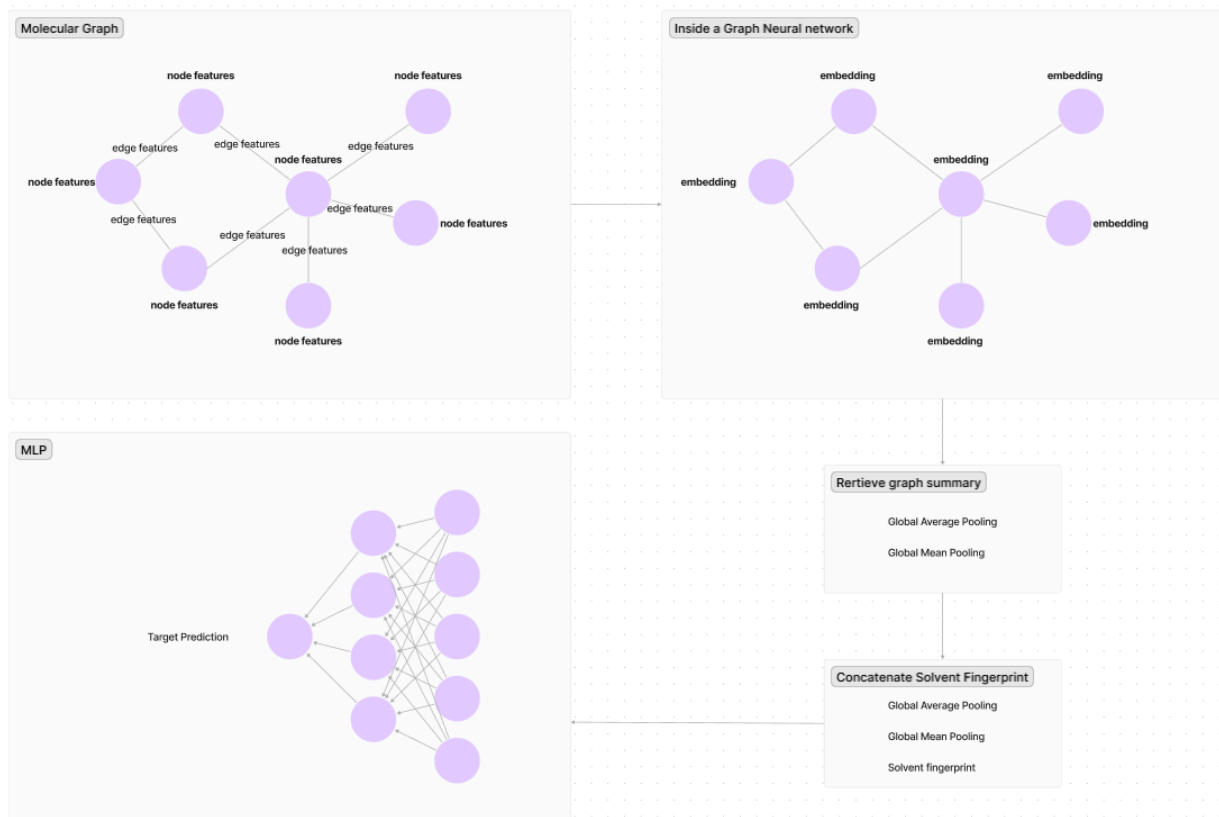 Molecular Graph
node features
node features
edge features
edge features
edge features
node features
node features
edge features
node features
edge features
edge features
edge features
node features
node features
Inside a Graph Neural network
embedding
embedding
embedding
embedding
embedding
embedding
embedding
Rertieve graph summary
Global Average Pooling
Global Mean Pooling
Concatenate Solvent Fingerprint
Global Average Pooling
Global Mean Pooling
Solvent fingerprint
MLP
Target Prediction